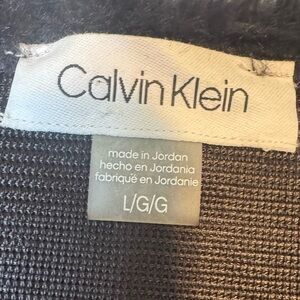 Calvin Klein
made in Jordan
hecho en Jordania
fabriqué en Jordanie
L/G/G